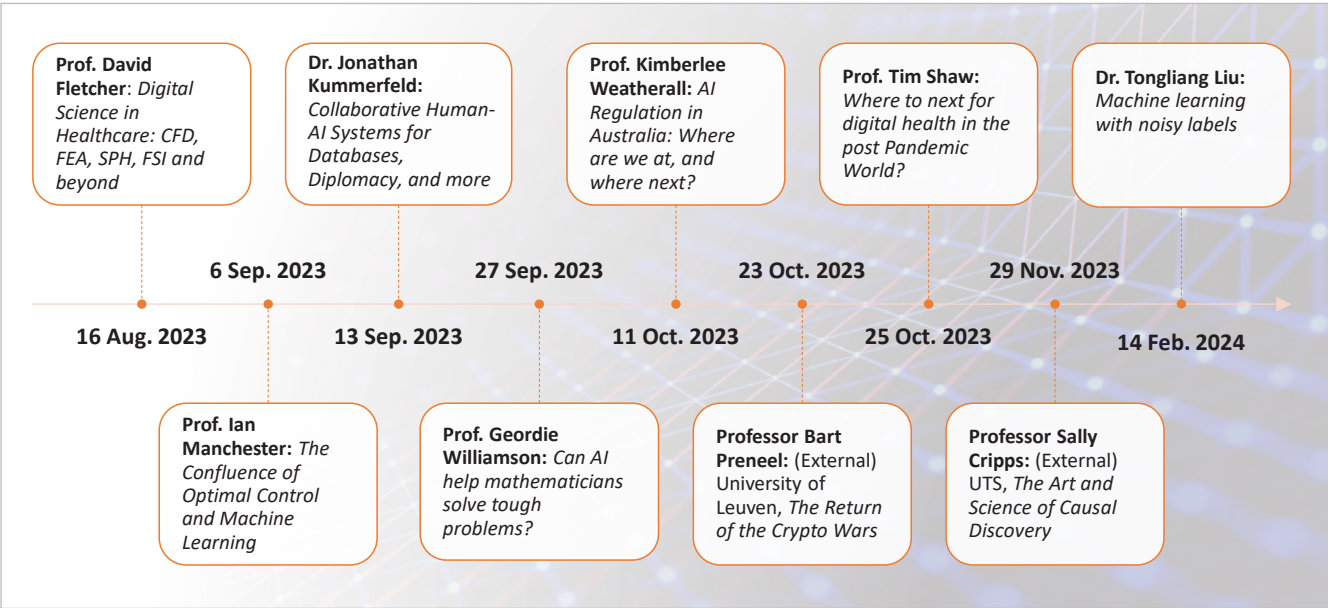 Prof. David
Fletcher: Digital
Science in
Healthcare: CFD,
FEA, SPH, FSI and
beyond
Dr. Jonathan
Kummerfeld:
Collaborative Human-
AI Systems for
Databases,
Diplomacy, and more
Prof. Kimberlee
Weatherall: AI
Regulation in
Australia: Where
are we at, and
where next?
Prof. Tim Shaw:
Where to next for
digital health in the
post Pandemic
World?
Dr. Tongliang Liu:
Machine learning
with noisy labels
6 Sep. 2023
27 Sep. 2023
23 Oct. 2023
29 Nov. 2023
16 Aug. 2023
13 Sep. 2023
11 Oct. 2023
25 Oct. 2023
14 Feb. 2024
Prof. Ian
Manchester: The
Confluence of
Optimal Control
and Machine
Learning
Prof. Geordie
Williamson: Can AI
help mathematicians
solve tough
problems?
Professor Bart
Preneel: (External)
University of
Leuven, The Return
of the Crypto Wars
Professor Sally
Cripps: (External)
UTS, The Art and
Science of Causal
Discovery